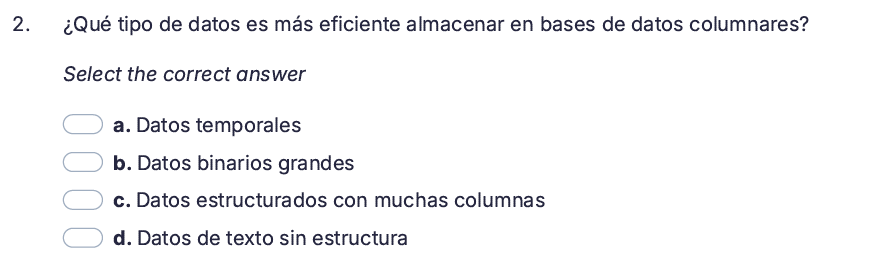 2. ¿Qué tipo de datos es más eficiente almacenar en bases de datos columnares?
Select the correct answer
a. Datos temporales
b. Datos binarios grandes
c. Datos estructurados con muchas columnas
d. Datos de texto sin estructura